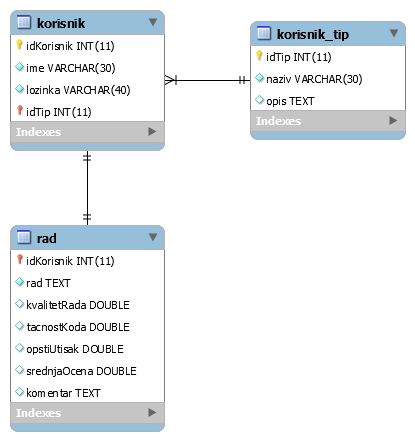 korisnik
idKorisnik INT(11)
ime VARCHAR(30)
lozinka VARCHAR(40)
idTip INT(11)
Indexes
korisnik_tip
idTip INT(11)
naziv VARCHAR(30)
opis TEXT
Indexes
rad
idKorisnik INT(11)
rad TEXT
kvalitetRada DOUBLE
tacnostKoda DOUBLE
opstiUtisak DOUBLE
srednjaOcena DOUBLE
komentar TEXT
Indexes